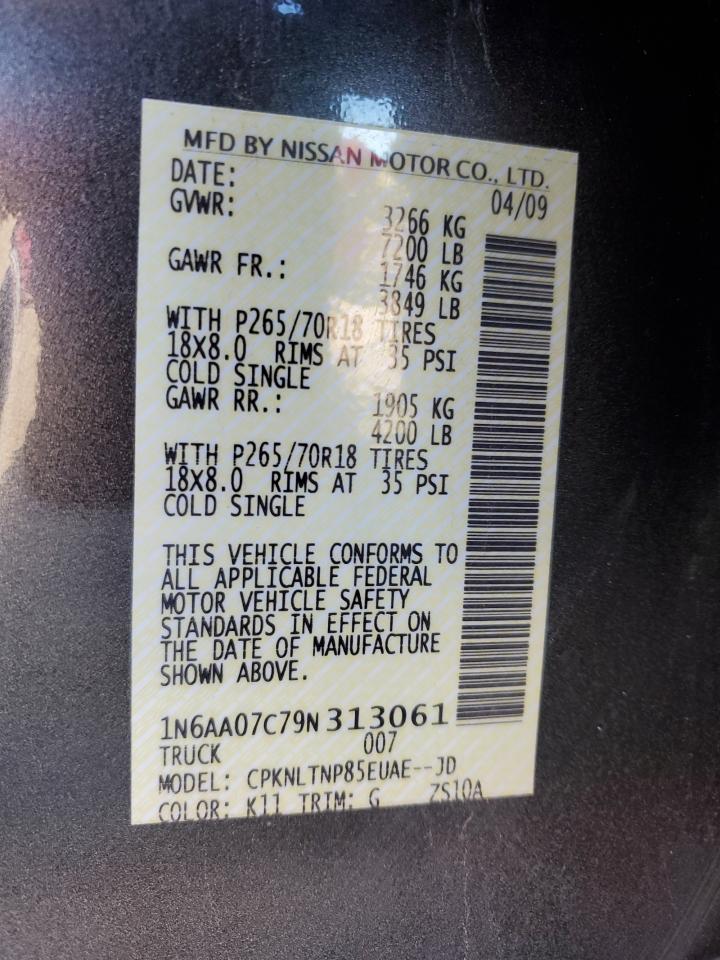 MFD BY NISSAN MOTOR CO., LTD.
DATE: 04/09
GVWR: 3266 KG
7200 LB
GAWR FR.: 1746 KG
3849 LB
WITH P265/70R18 TIRES
18X8.0 RIMS AT 35 PSI
COLD SINGLE
GAWR RR.: 1905 KG
4200 LB
WITH P265/70R18 TIRES
18X8.0 RIMS AT 35 PSI
COLD SINGLE
THIS VEHICLE CONFORMS TO
ALL APPLICABLE FEDERAL
MOTOR VEHICLE SAFETY
STANDARDS IN EFFECT ON
THE DATE OF MANUFACTURE
SHOWN ABOVE.
1N6AA07C79N313061
TRUCK 007
MODEL: CPKNLTNP85EUAE--JD
COLOR: K11 TRIM: G ZS10A